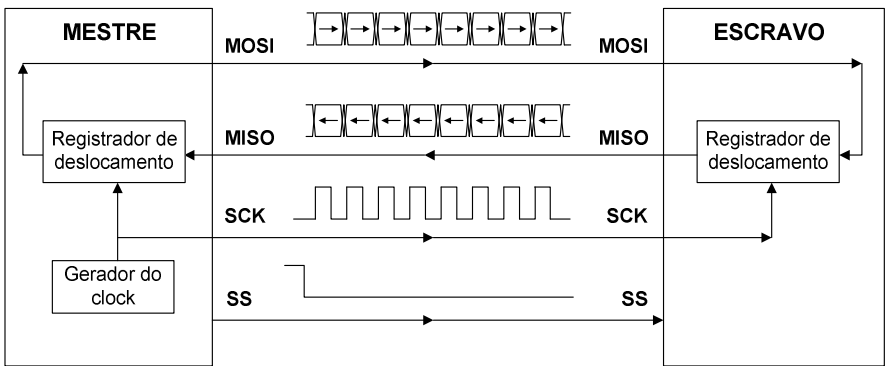 MESTRE
ESCRAVO
MOSI
MOSI
Registrador de
deslocamento
MISO
MISO
Registrador de
deslocamento
SCK
SCK
Gerador do
clock
SS
SS